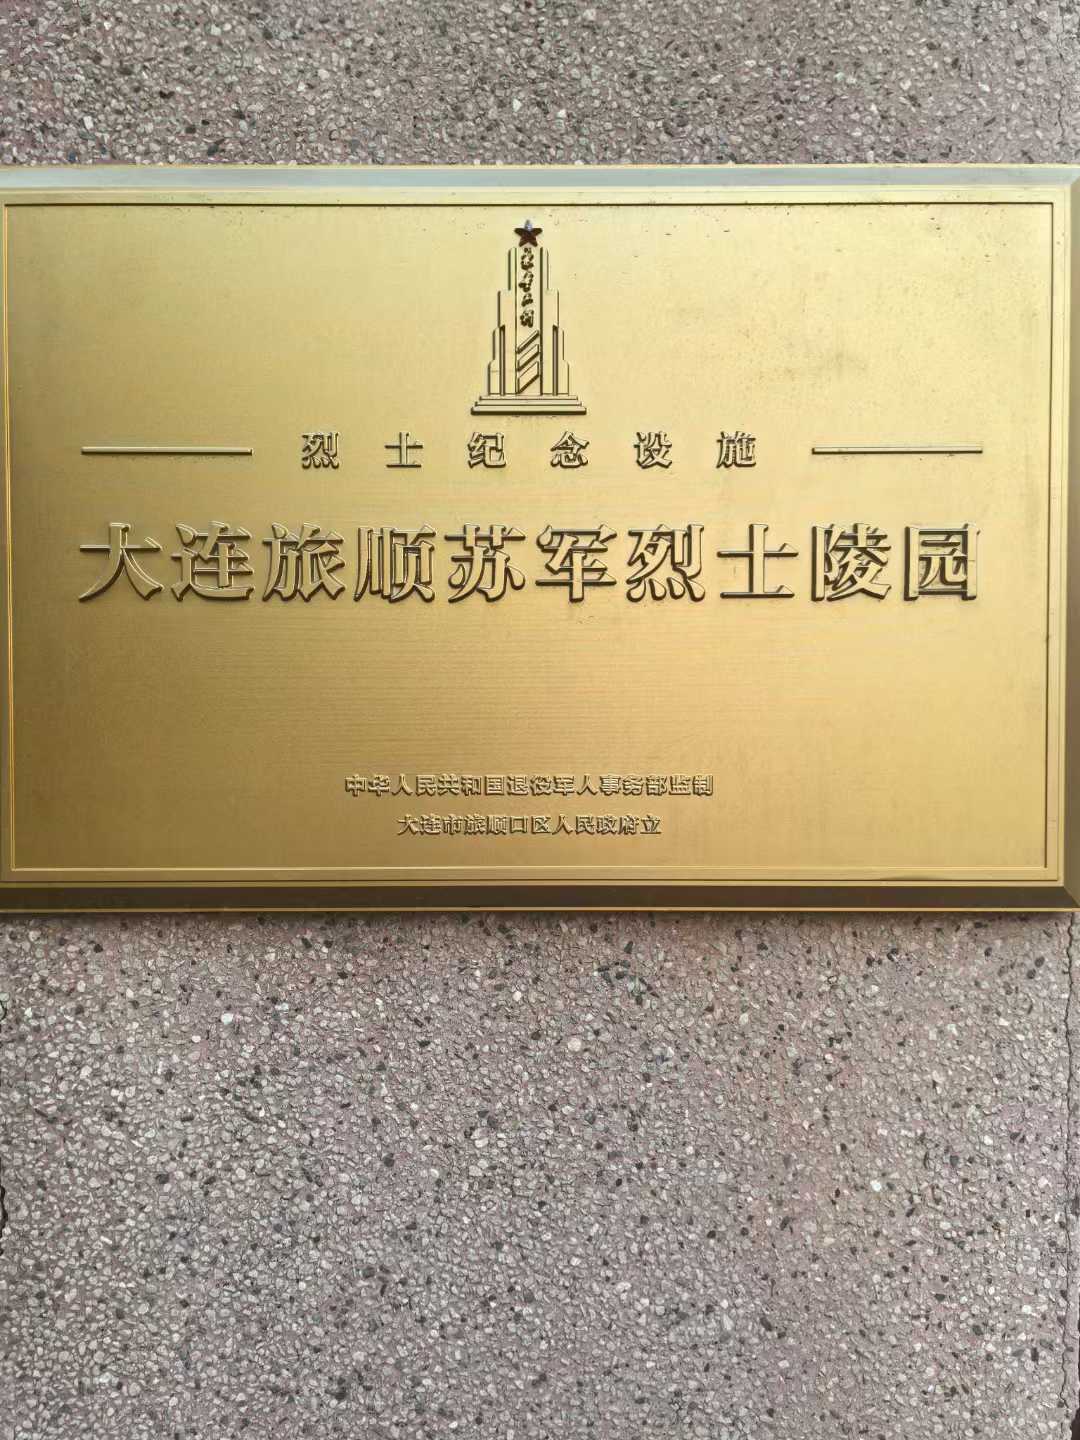 烈士纪念设施
大连旅顺苏军烈士陵园
中华人民共和国退役军人事务部监制
大连市旅顺口区人民政府立